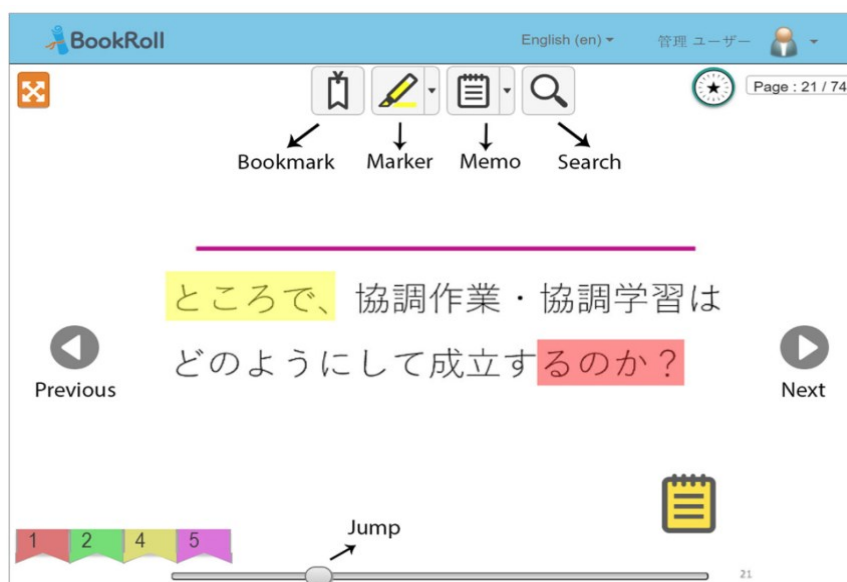 BookRoll
English (en)
管理 ユーザー
Page : 21 / 74
Bookmark
Marker
Memo
Search
ところで、協調作業・協調学習は
どのようにして成立するのか？
Previous
Next
1
2
4
5
Jump
21